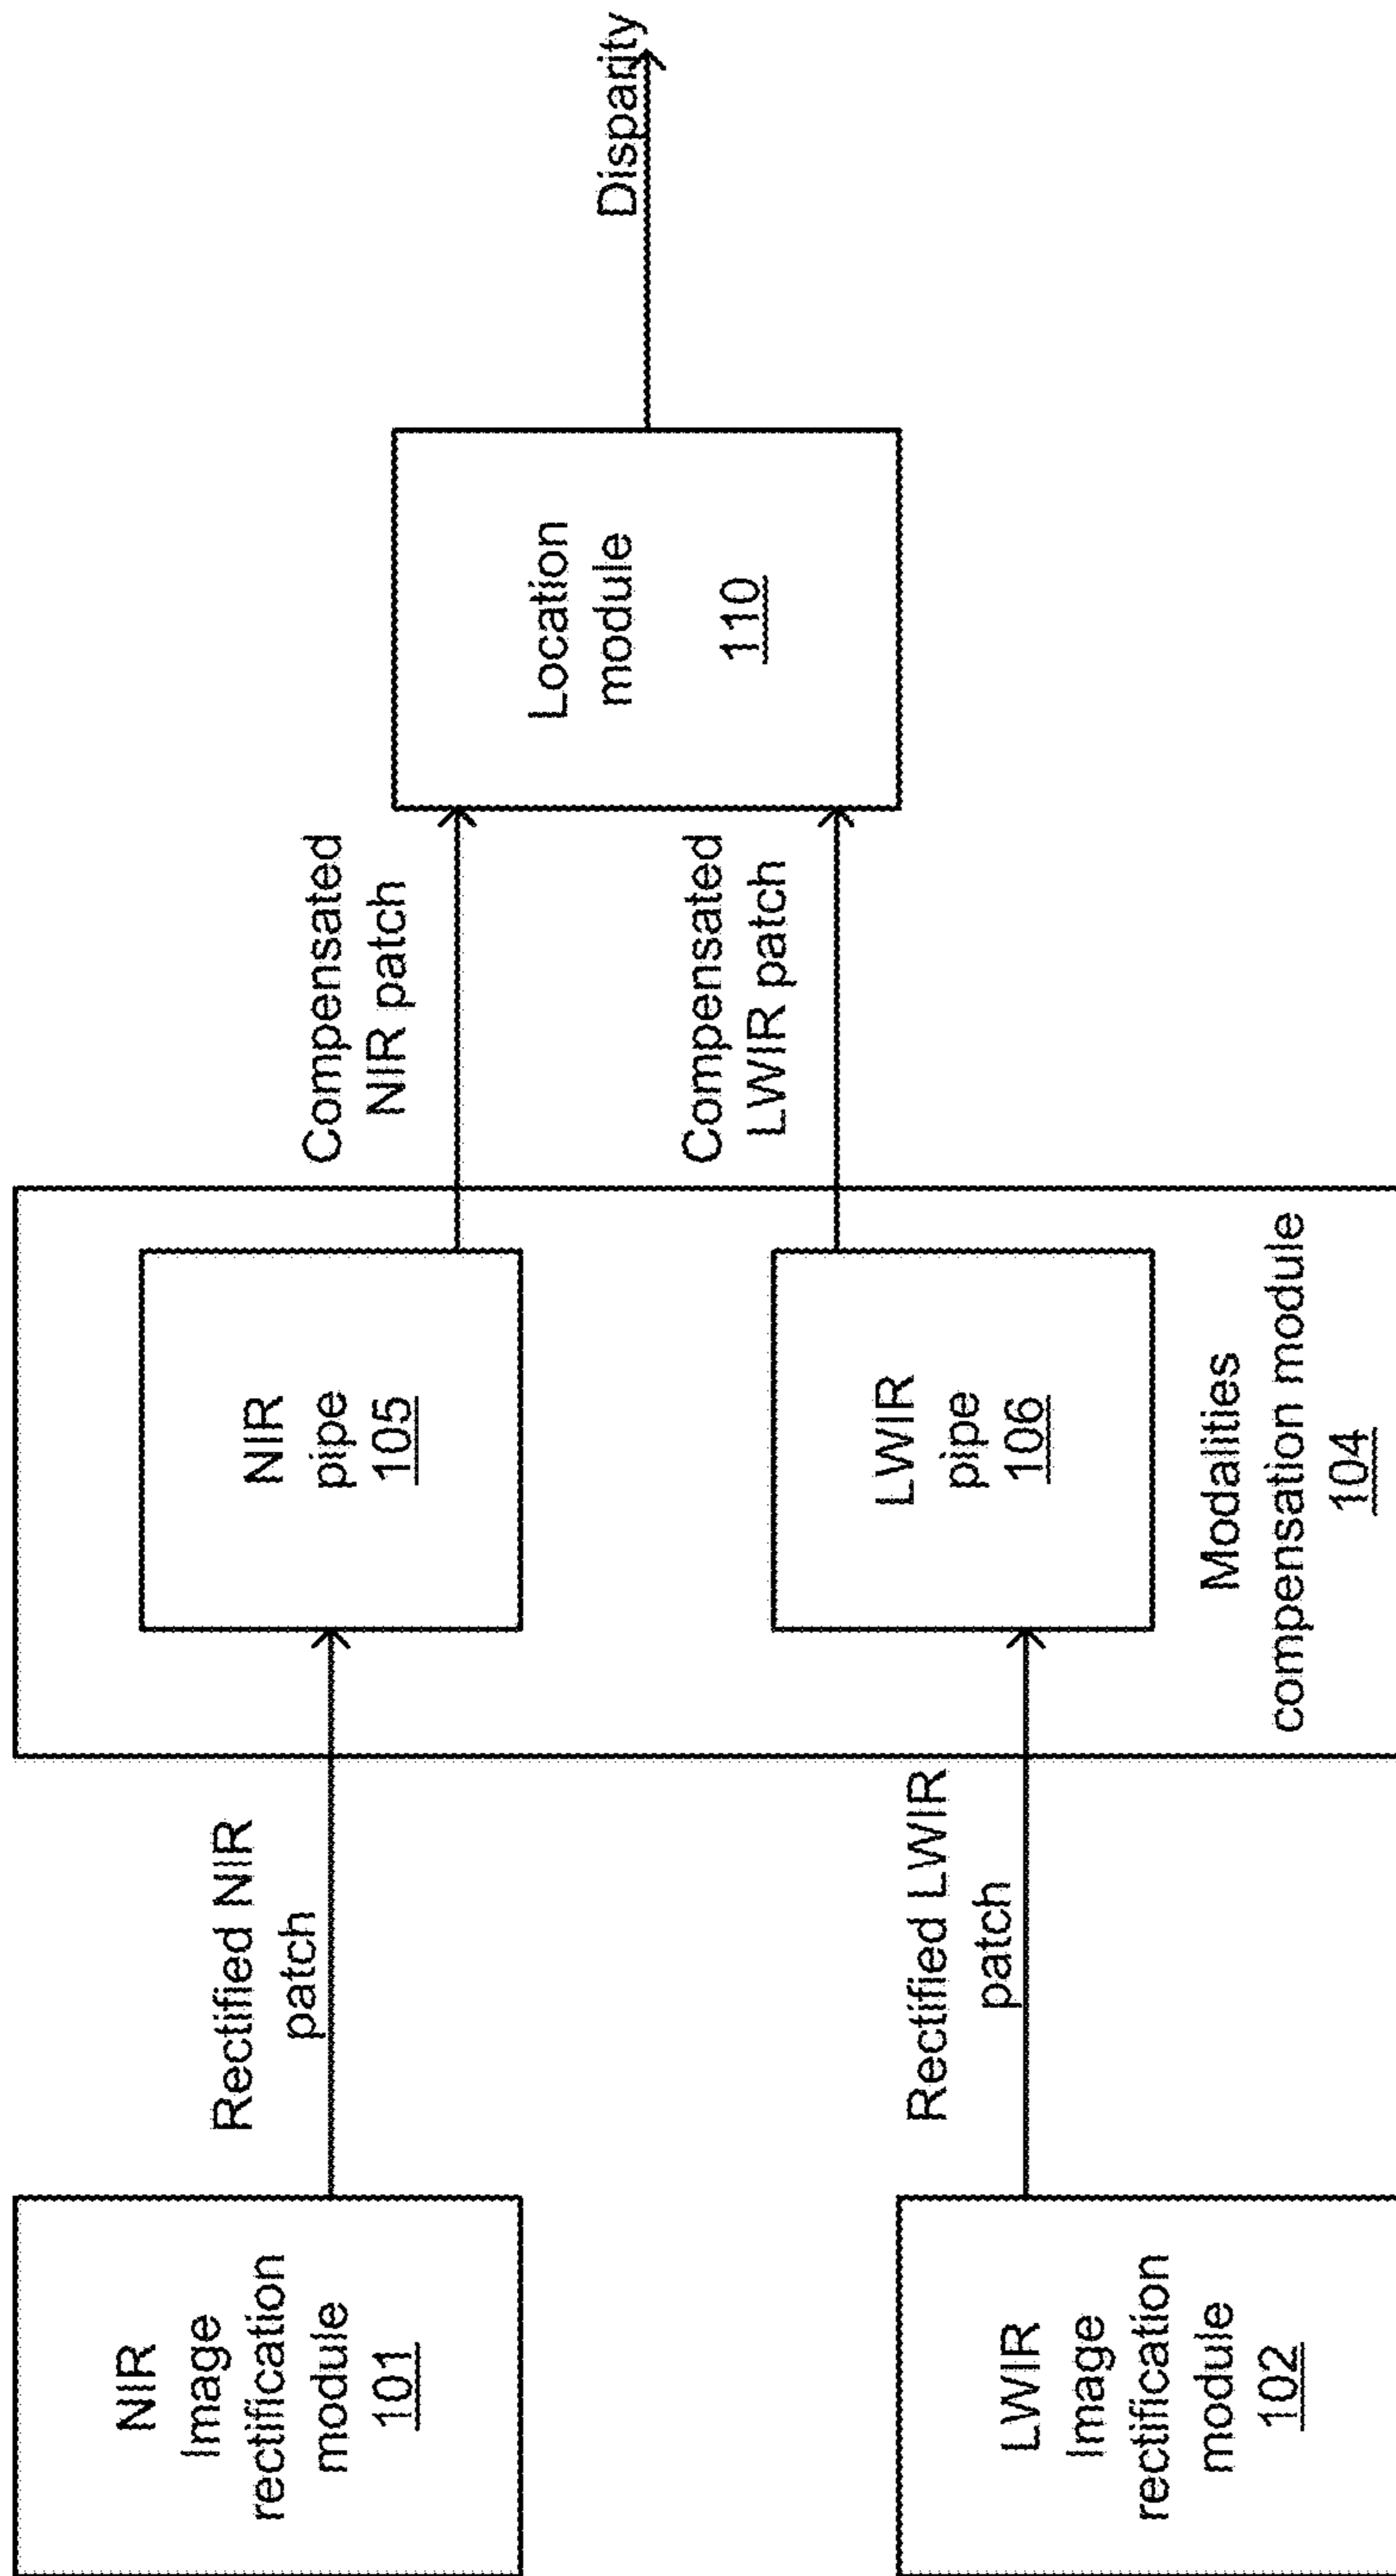 NIR
Image
rectification
module
101
Rectified NIR
patch
NIR
pipe
105
Compensated
NIR patch
LWIR
Image
rectification
module
102
Rectified LWIR
patch
LWIR
pipe
106
Modalities
compensation module
104
Compensated
LWIR patch
Location
module
110
Disparity